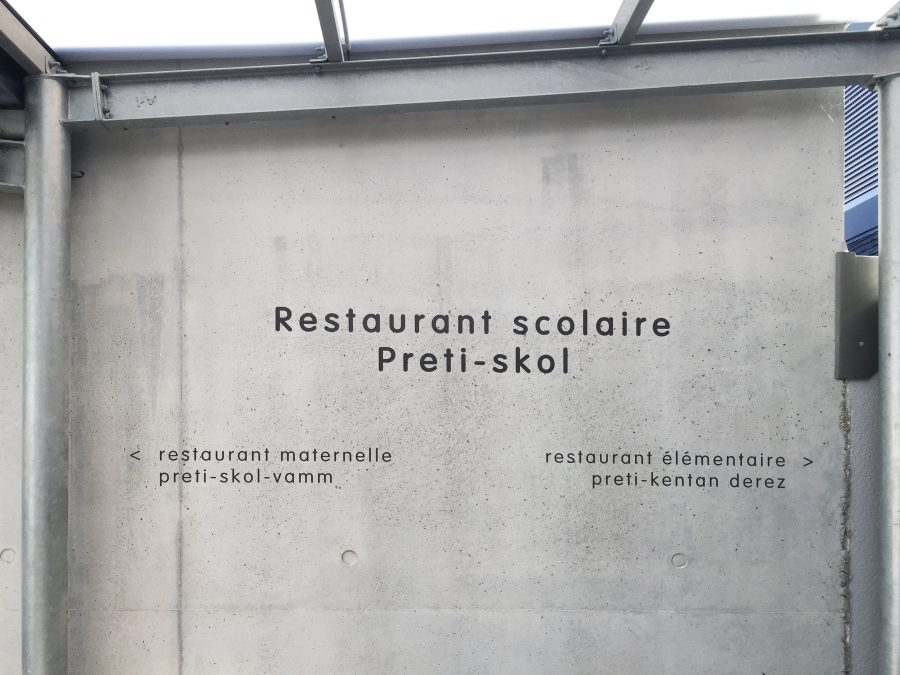 Restaurant scolaire
Preti-skol
< restaurant maternelle
preti-skol-vamm
restaurant élémentaire >
preti-kentan derez